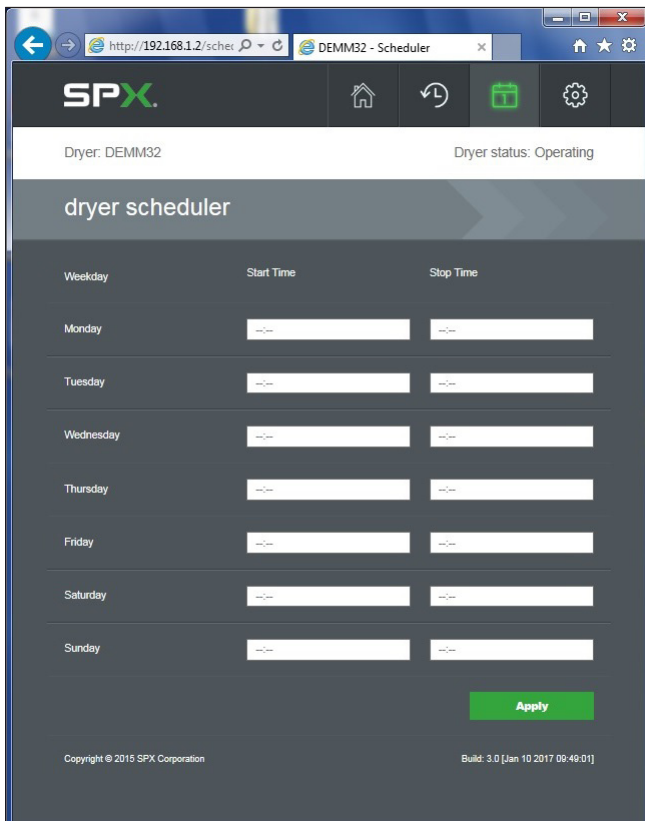 http://192.168.1.2/sche
DEMM32 - Scheduler
SPX.
1
Dryer: DEMM32
Dryer status: Operating
dryer scheduler
Weekday
Start Time
Stop Time
Monday
--:--
--:--
Tuesday
--:--
--:--
Wednesday
--:--
--:--
Thursday
--:--
--:--
Friday
--:--
--:--
Saturday
--:--
--:--
Sunday
--:--
--:--
Apply
Copyright © 2015 SPX Corporation
Build: 3.0 [Jan 10 2017 09:49:01]